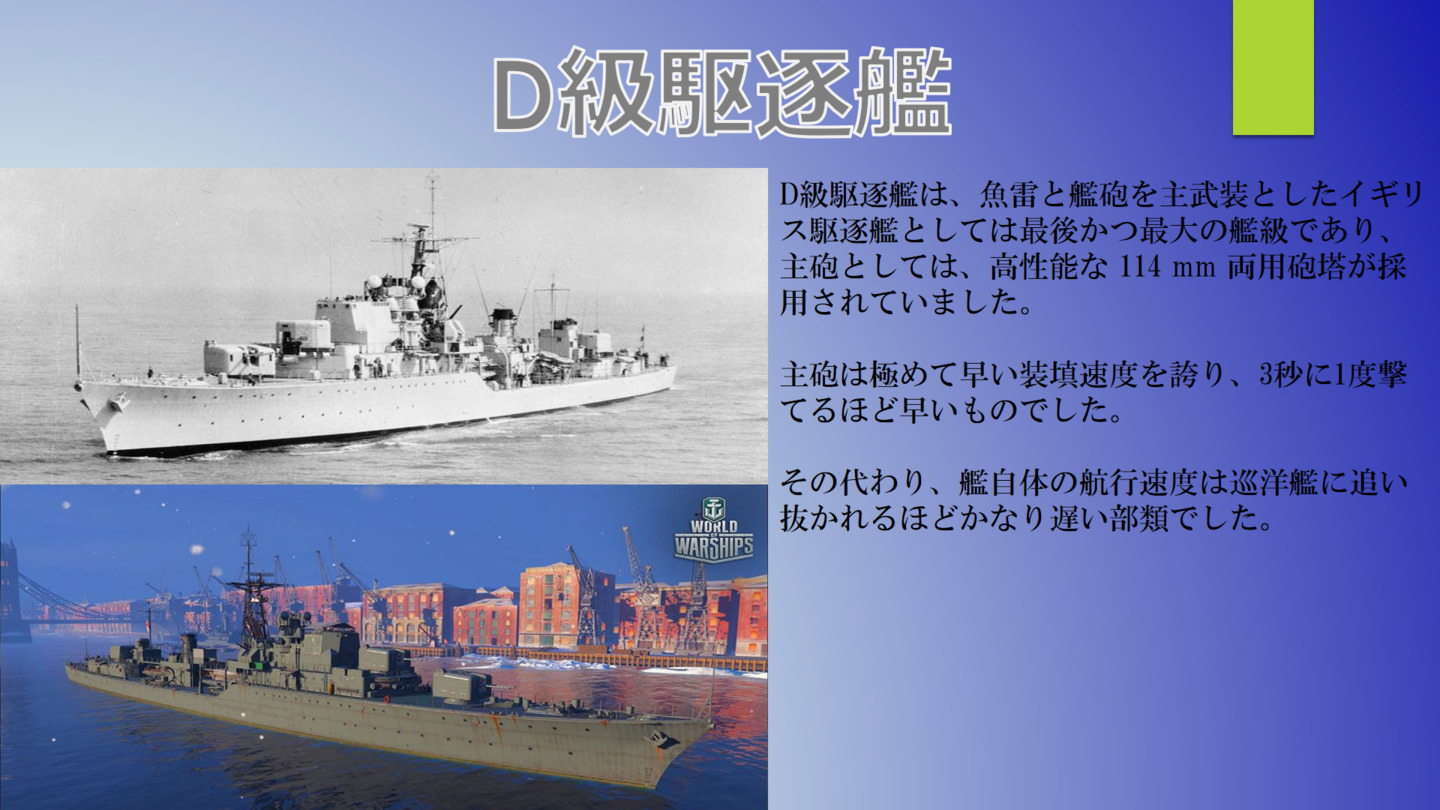 D級駆逐艦
D級駆逐艦は、魚雷と艦砲を主武装としたイギリ
ス駆逐艦としては最後かつ最大の艦級であり、
主砲としては、高性能な 114 mm 両用砲塔が採
用されていました。
主砲は極めて早い装填速度を誇り、3秒に1度撃
てるほど早いものでした。
その代わり、艦自体の航行速度は巡洋艦に追い
抜かれるほどかなり遅い部類でした。
WORLD
OF
WARSHIPS